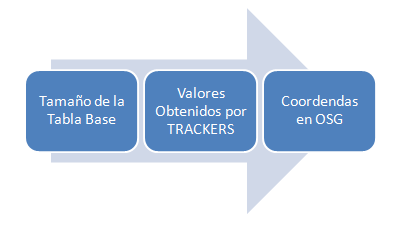 Tamaño de la
Tabla Base
Valores
Obtenidos por
TRACKERS
Coordendas
en OSG